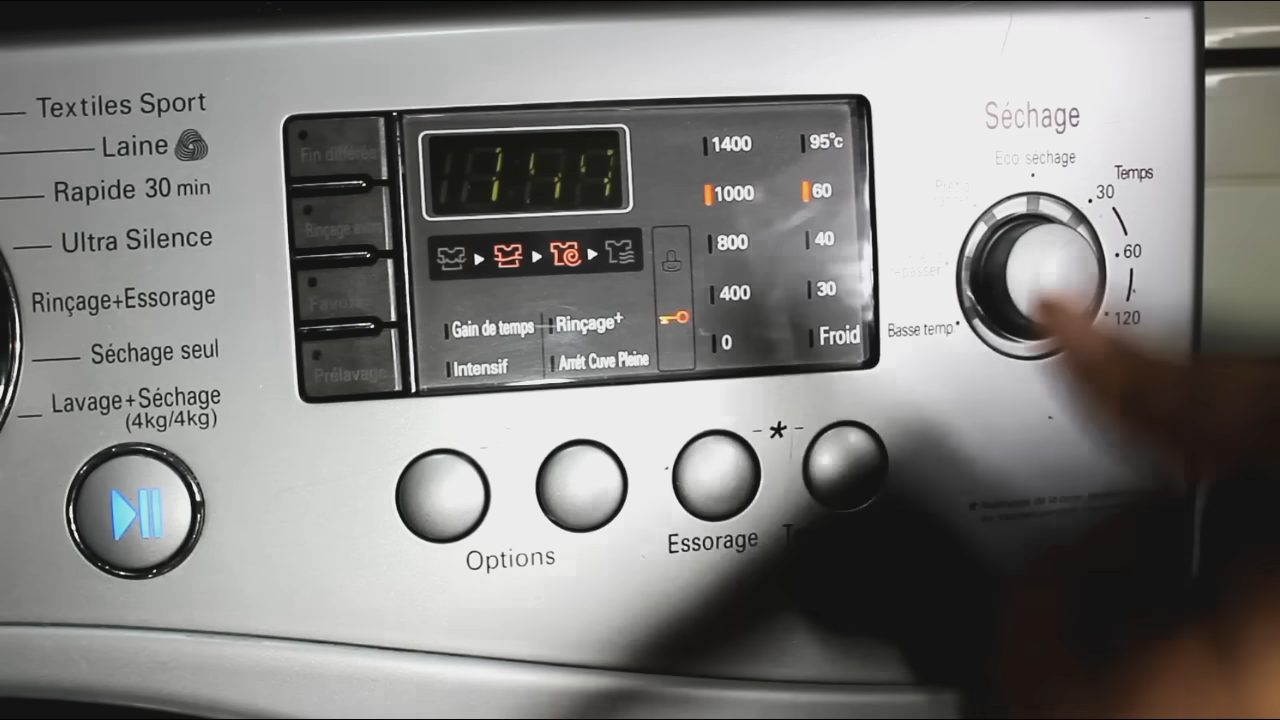 Textiles Sport
Laine
Rapide 30 min
Ultra Silence
Rinçage+Essorage
Séchage seul
Lavage+Séchage
(4kg/4kg)
Fin différée
Rinçage extra
Favoris
Prélavage
Gain de temps
Rinçage+
Intensif
Arrêt Cuve Pleine
1400
1000
800
400
0
95°c
60
40
30
Froid
Options
Essorage
*
Séchage
Eco séchage
Temps
30
60
120
Basse temp.